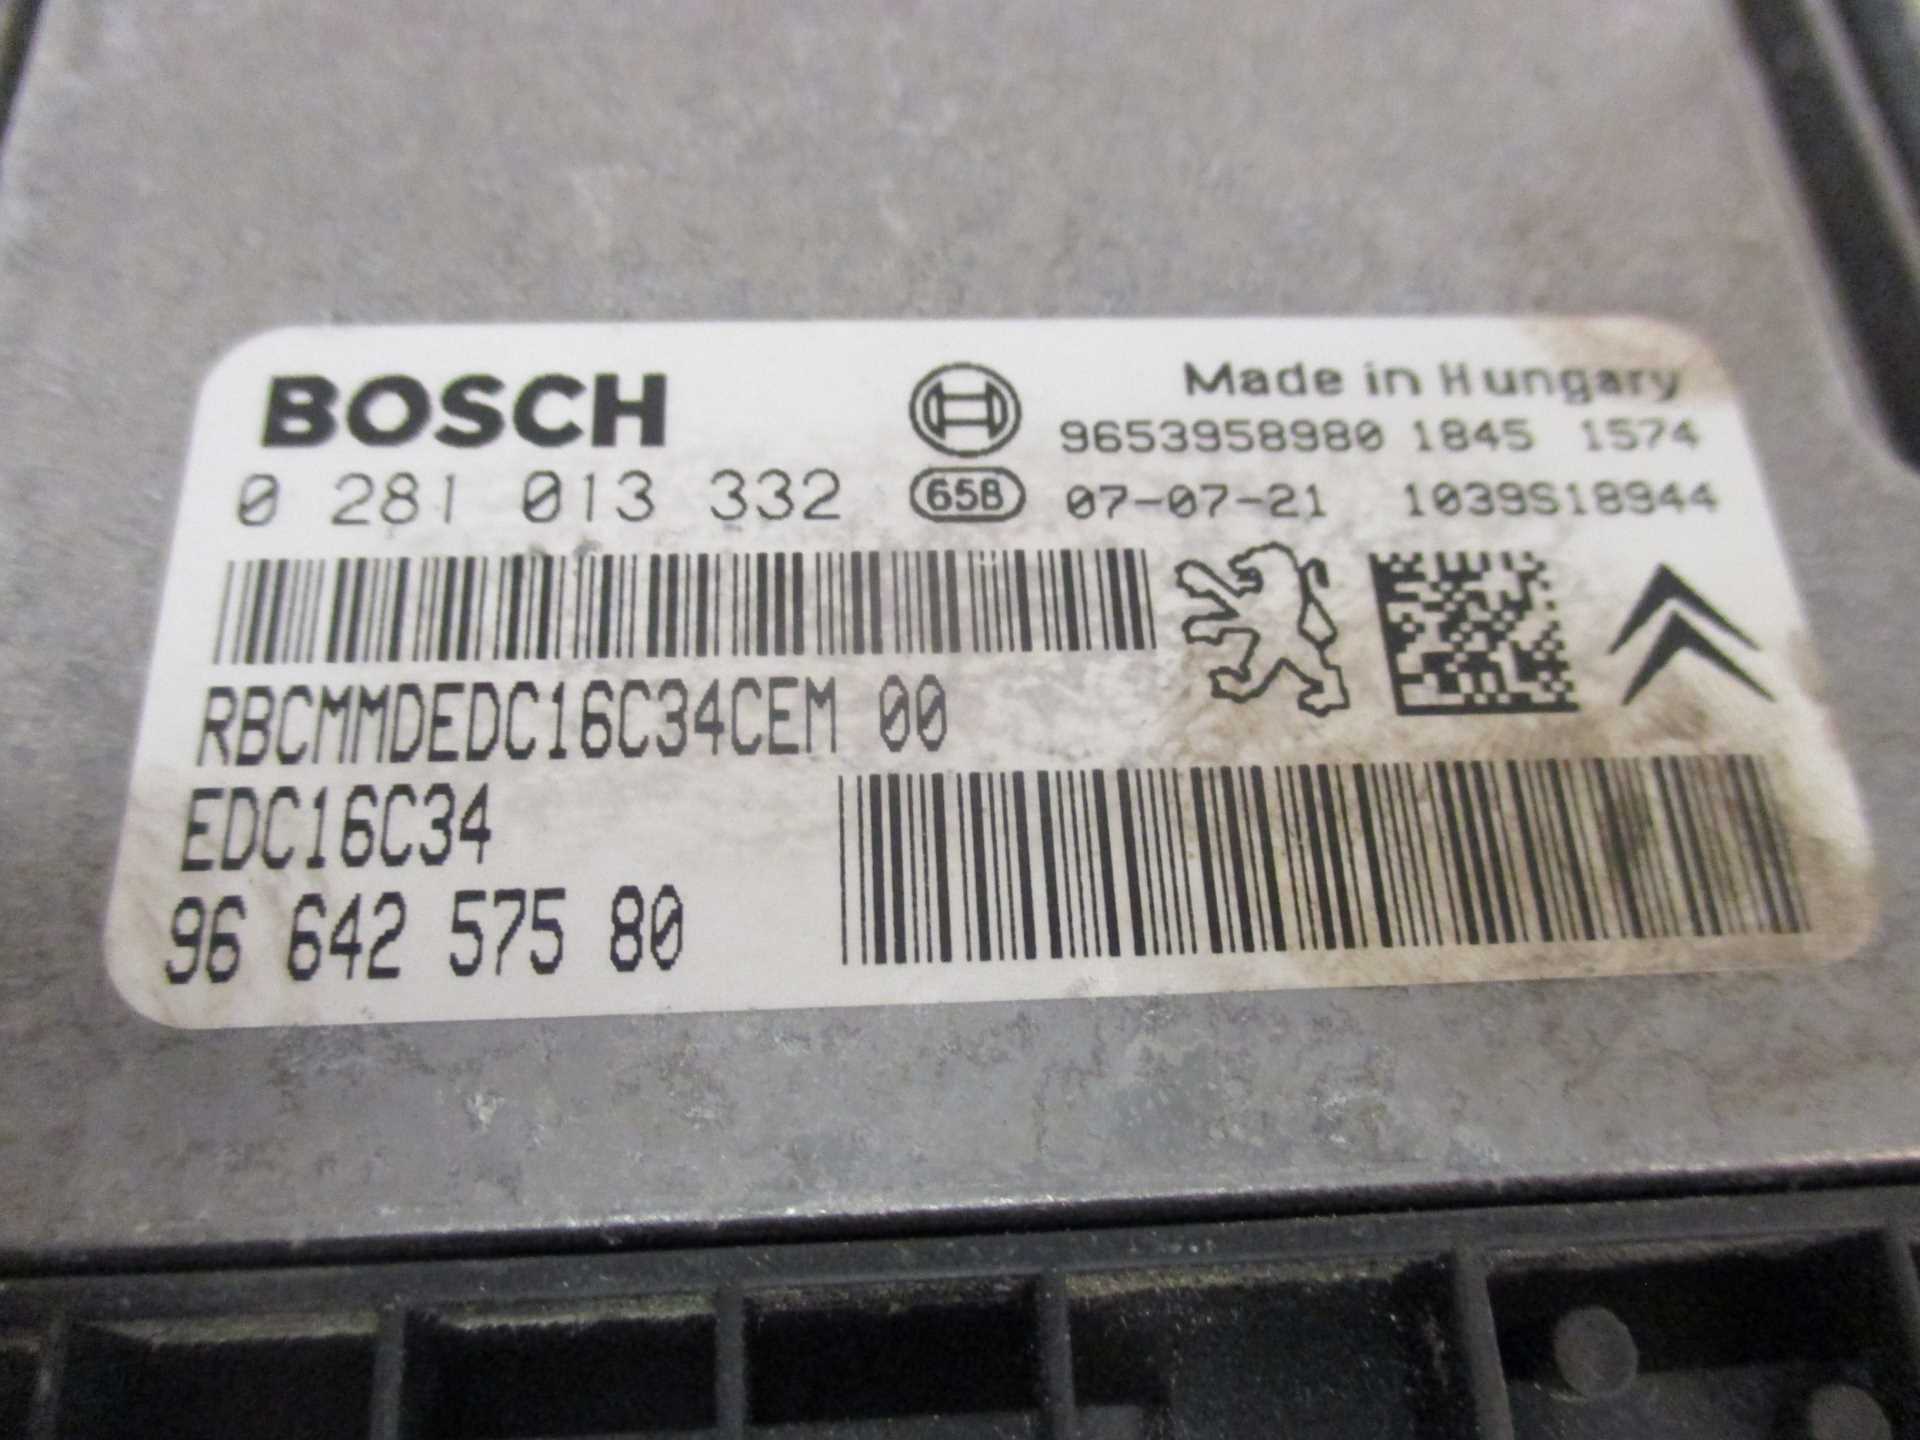 BOSCH
Made in Hungary
9653958980 1845 1574
0 281 013 332
65B
07-07-21 1039S18944
RBCMMDEDC16C34CEM 00
EDC16C34
96 642 575 80